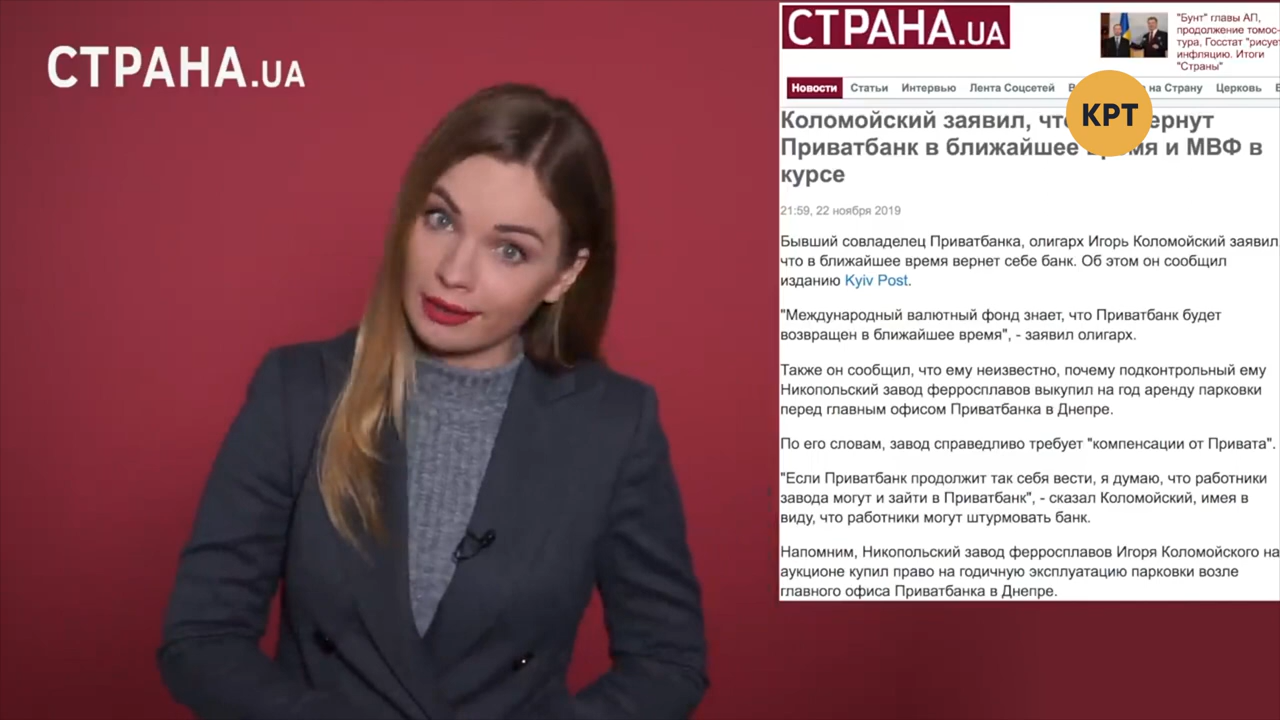 СТРАНА.UA
СТРАНА.UA
"Бунт" главы АП,
продолжение томос-
тура, Госстат "рисует
инфляцию. Итоги
"Страны"
Новости Статьи Интервью Лента Соцсетей на Страну Церковь
КРТ
Коломойский заявил,
Приватбанк в ближайшее и МВФ в
курсе
21:59, 22 ноября 2019
Бывший совладелец Приватбанка, олигарх Игорь Коломойский заявил,
что в ближайшее время вернет себе банк. Об этом он сообщил
изданию Kyiv Post.
"Международный валютный фонд знает, что Приватбанк будет
возвращен в ближайшее время", - заявил олигарх.
Также он сообщил, что ему неизвестно, почему подконтрольный ему
Никопольский завод ферросплавов выкупил на год аренду парковки
перед главным офисом Приватбанка в Днепре.
По его словам, завод справедливо требует "компенсации от Привата".
"Если Приватбанк продолжит так себя вести, я думаю, что работники
завода могут и зайти в Приватбанк", - сказал Коломойский, имея в
виду, что работники могут штурмовать банк.
Напомним, Никопольский завод ферросплавов Игоря Коломойского на
аукционе купил право на годичную эксплуатацию парковки возле
главного офиса Приватбанка в Днепре.